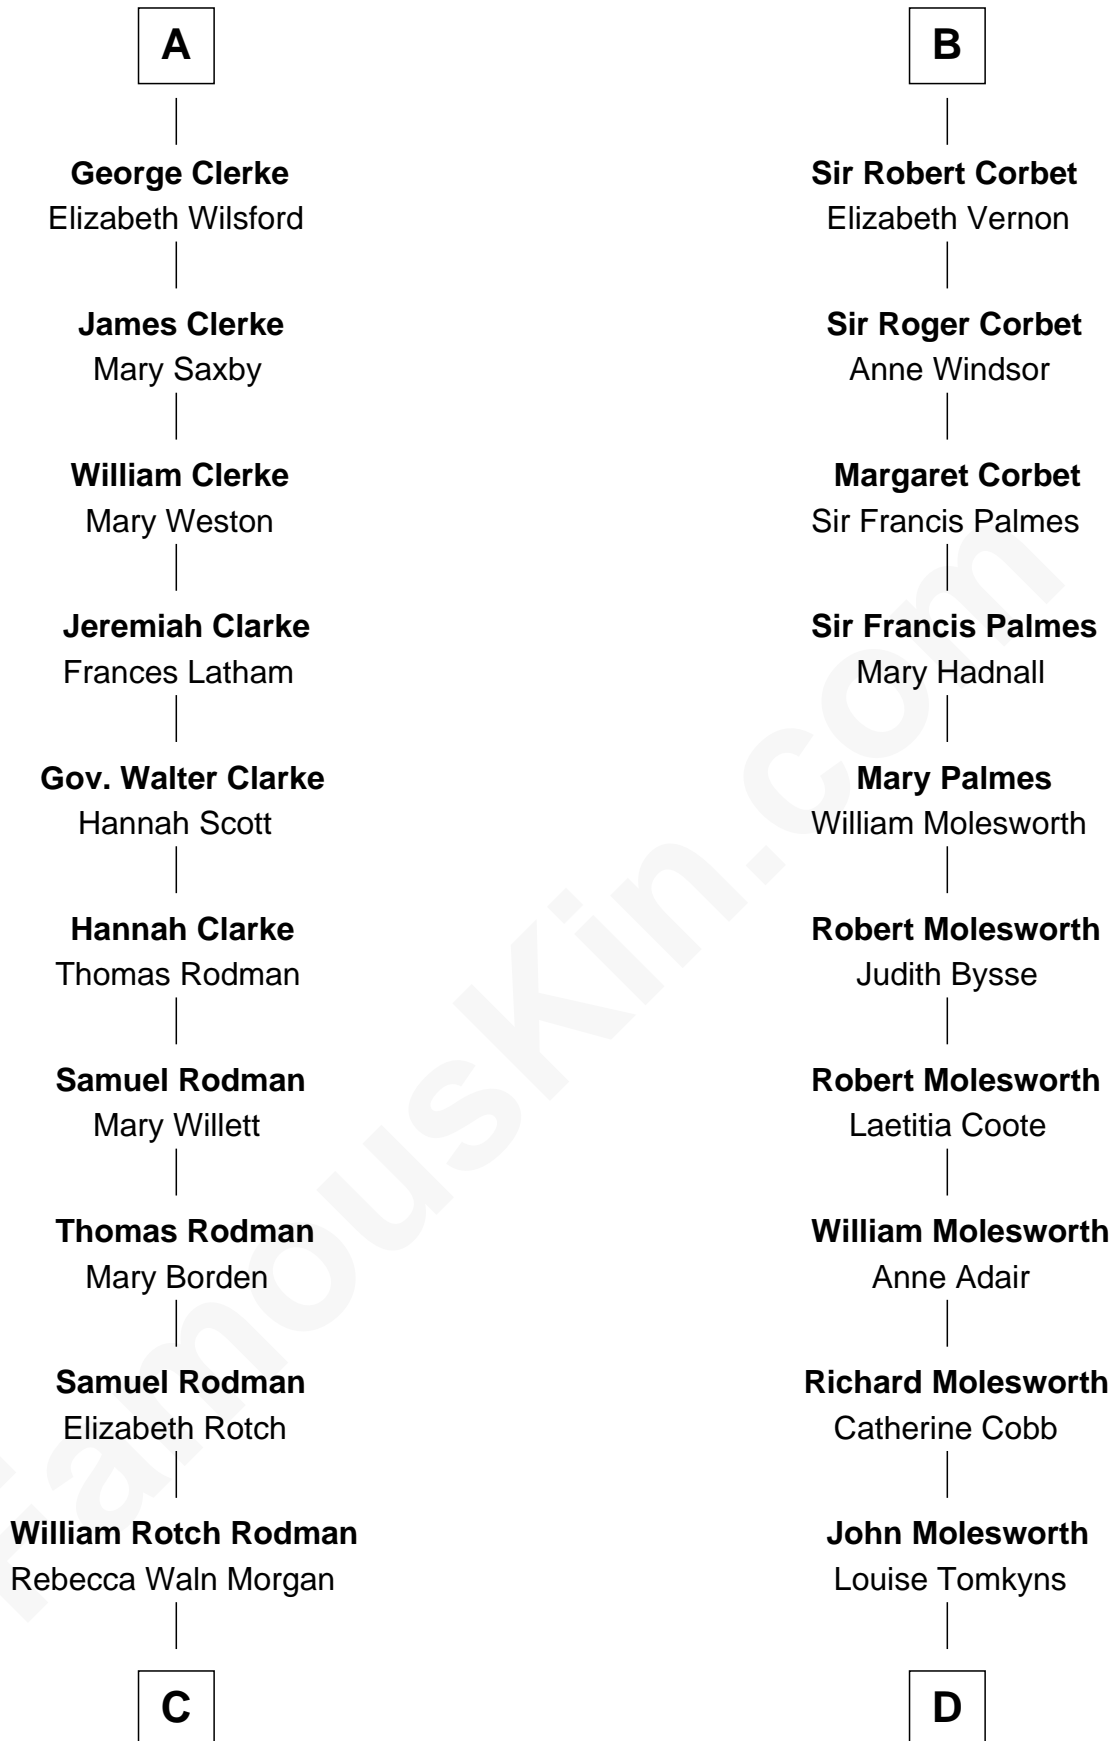 A
George Clerke
Elizabeth Wilsford
James Clerke
Mary Saxby
William Clerke
Mary Weston
Jeremiah Clarke
Frances Latham
Gov. Walter Clarke
Hannah Scott
Hannah Clarke
Thomas Rodman
Samuel Rodman
Mary Willett
Thomas Rodman
Mary Borden
Samuel Rodman
Elizabeth Rotch
William Rotch Rodman
Rebecca Waln Morgan
C
B
Sir Robert Corbet
Elizabeth Vernon
Sir Roger Corbet
Anne Windsor
Margaret Corbet
Sir Francis Palmes
Sir Francis Palmes
Mary Hadnall
Mary Palmes
William Molesworth
Robert Molesworth
Judith Bysse
Robert Molesworth
Laetitia Coote
William Molesworth
Anne Adair
Richard Molesworth
Catherine Cobb
John Molesworth
Louise Tomkyns
D
FamousKin.com